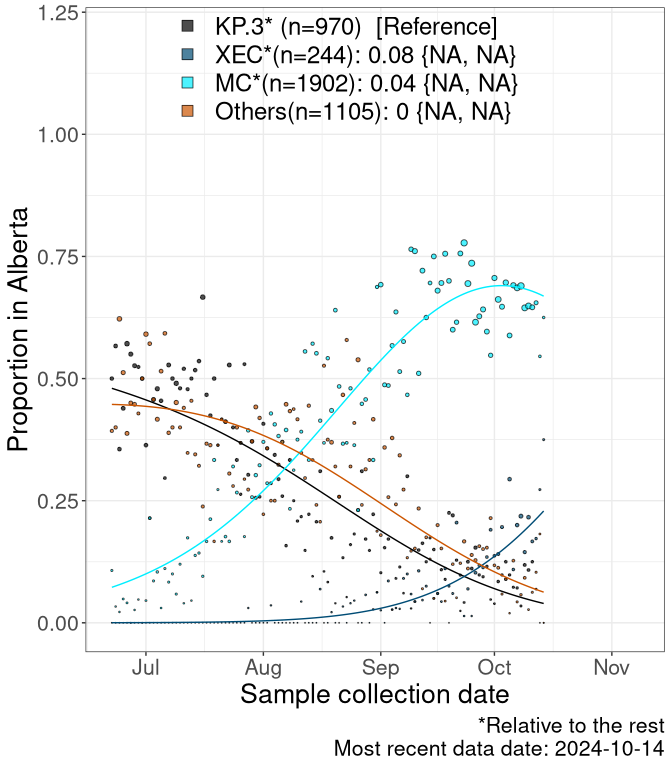 1.25
KP.3* (n=970)  [Reference]
XEC*(n=244): 0.08 {NA, NA}
MC*(n=1902): 0.04 {NA, NA}
Others(n=1105): 0 {NA, NA}
1.00
0.75
0.50
0.25
0.00
Proportion in Alberta
Jul Aug Sep Oct Nov
Sample collection date
*Relative to the rest
Most recent data date: 2024-10-14